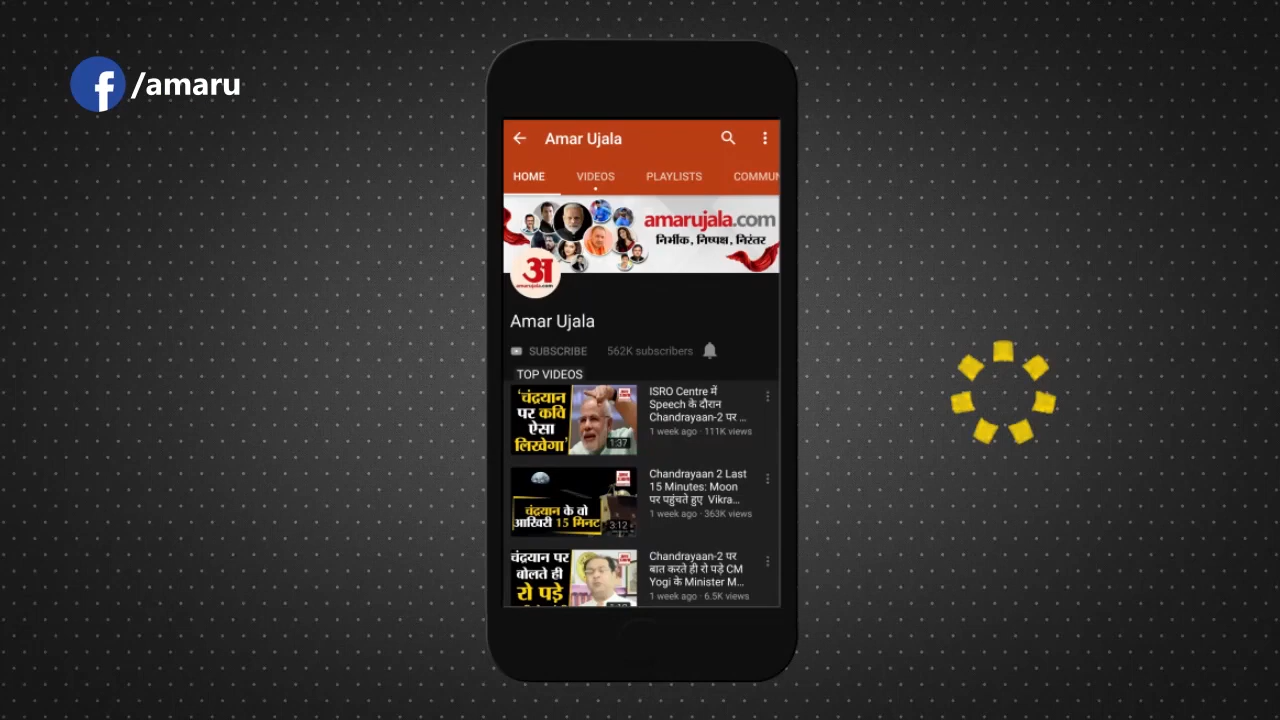 /amaru
Amar Ujala
HOME VIDEOS PLAYLISTS COMMUN
amarujala.com
निर्भीक, निष्पक्ष, निरंतर
अ
amarujala.com
Amar Ujala
SUBSCRIBE 562K subscribers
TOP VIDEOS
'चंद्रयान
पर कवि
ऐसा
लिखेगा'
1:37
ISRO Centre में
Speech के दौरान
Chandrayaan-2 पर ...
1 week ago · 111K views
चंद्रयान के वो
आखिरी 15 मिनट
3:12
Chandrayaan 2 Last
15 Minutes: Moon
पर पहुंचते हुए Vikra...
1 week ago · 363K views
चंद्रयान पर
बोलते ही
रो पड़े
Chandrayaan-2 पर
बात करते ही रो पड़े CM
Yogi के Minister M...
1 week ago · 6.5K views